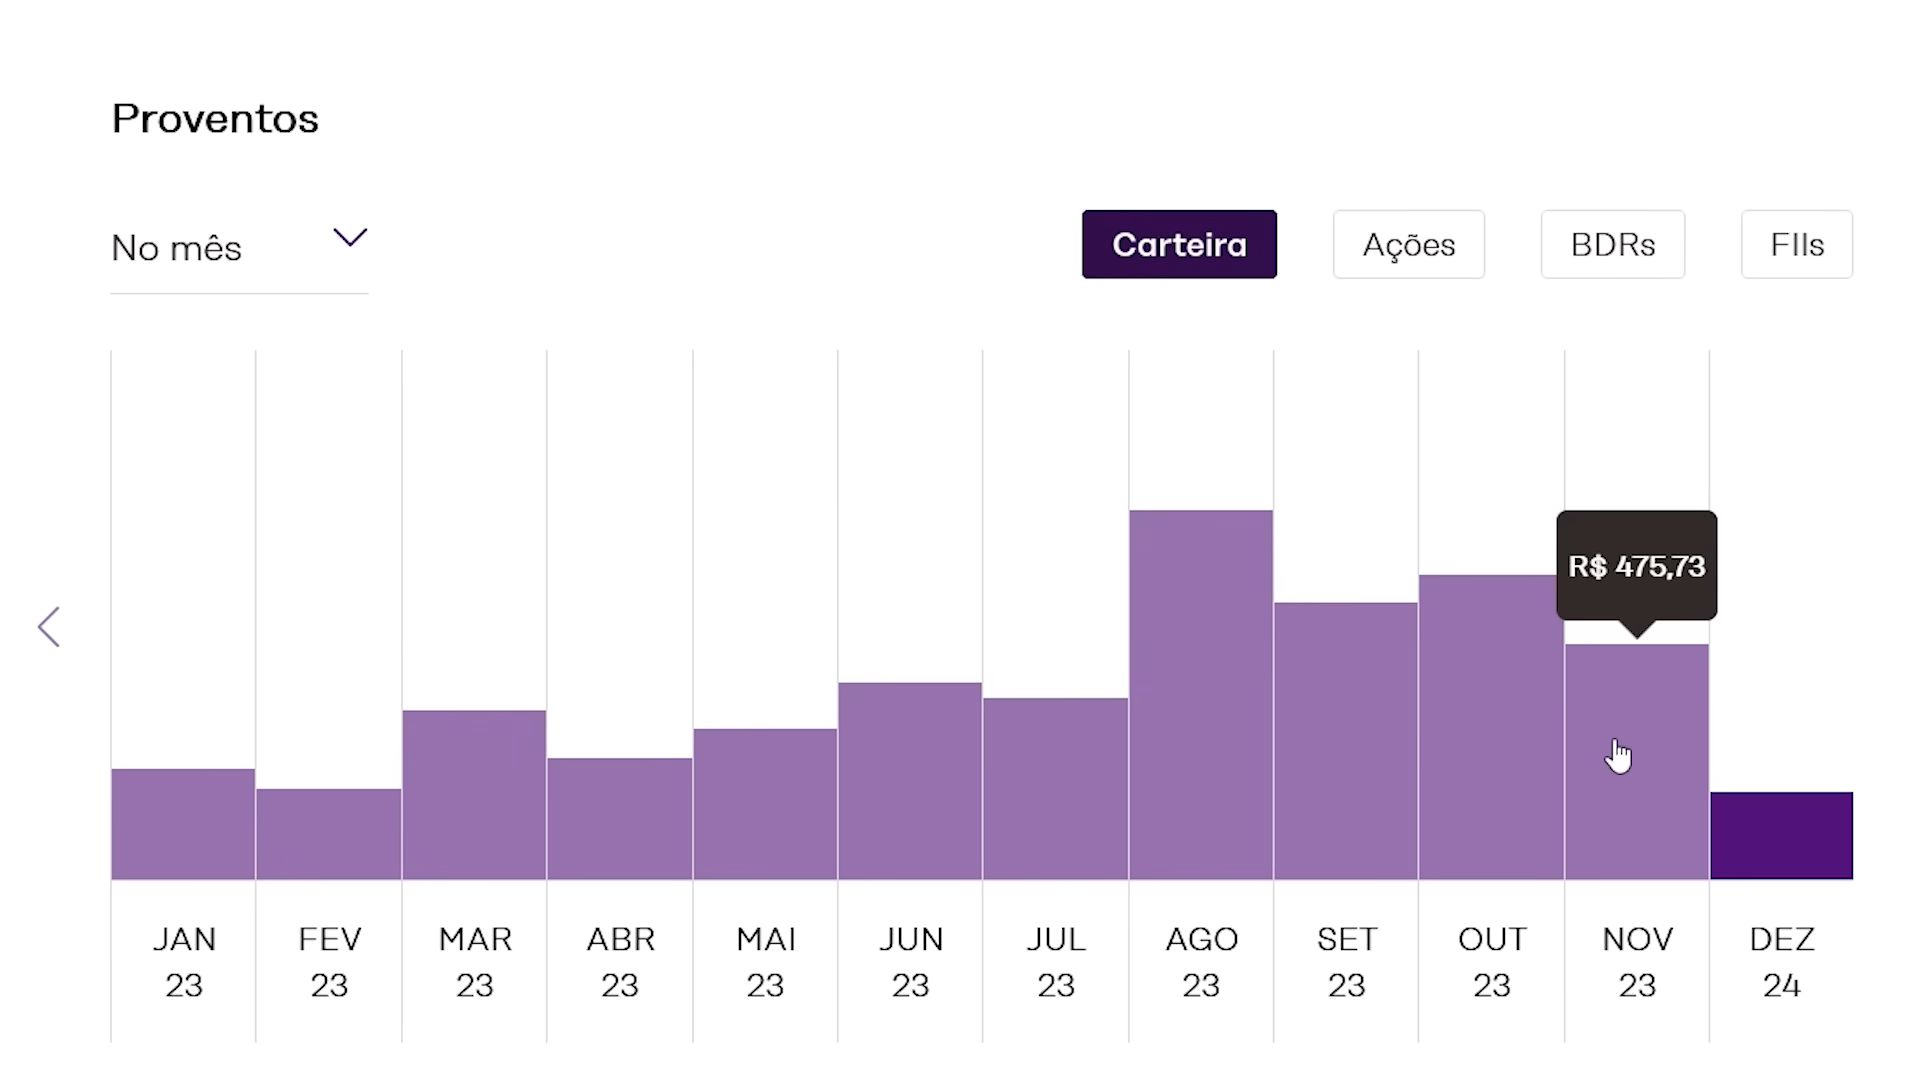 Proventos
No mês
Carteira
Ações
BDRs
FIIs
R$ 475,73
JAN
23
FEV
23
MAR
23
ABR
23
MAI
23
JUN
23
JUL
23
AGO
23
SET
23
OUT
23
NOV
23
DEZ
24